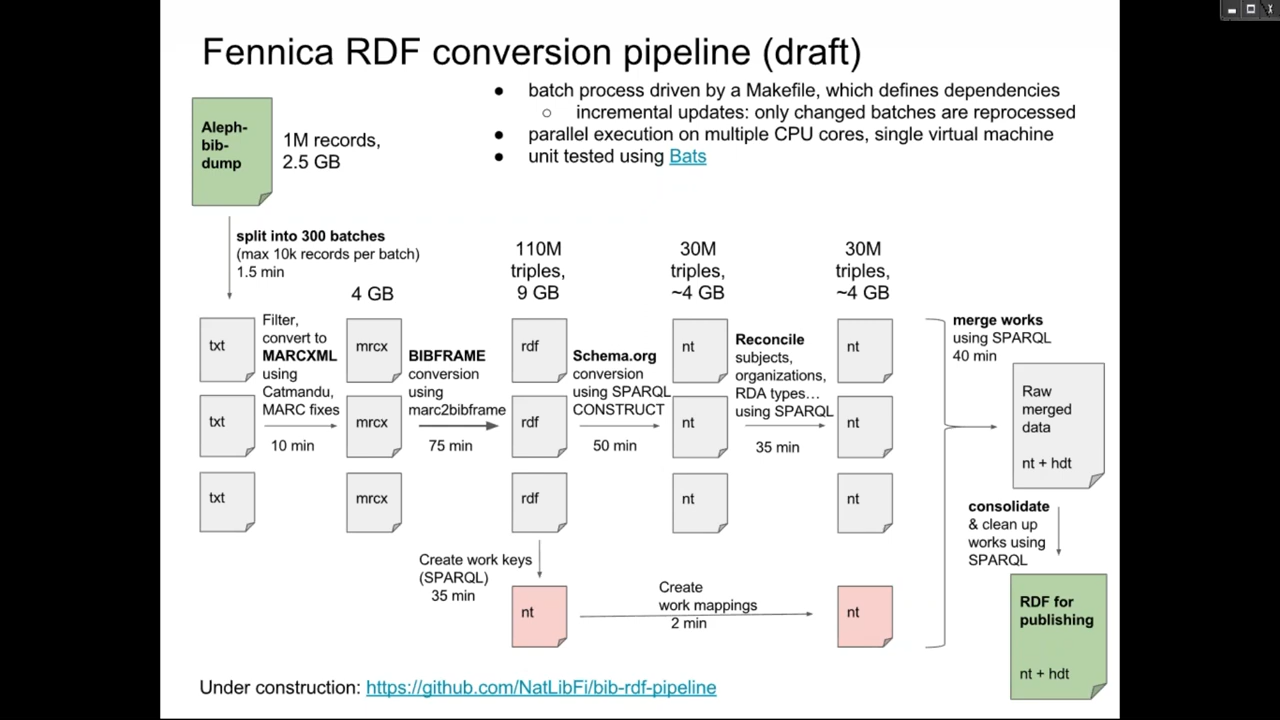 Fennica RDF conversion pipeline (draft)
● batch process driven by a Makefile, which defines dependencies
○ incremental updates: only changed batches are reprocessed
● parallel execution on multiple CPU cores, single virtual machine
● unit tested using Bats
Aleph-
bib-
dump
1M records,
2.5 GB
split into 300 batches
(max 10k records per batch)
1.5 min
4 GB
110M
triples,
9 GB
30M
triples,
~4 GB
30M
triples,
~4 GB
txt
txt
txt
Filter,
convert to
MARCXML
using
Catmandu,
MARC fixes
10 min
mrcx
mrcx
mrcx
BIBFRAME
conversion
using
marc2bibframe
75 min
rdf
rdf
rdf
Schema.org
conversion
using SPARQL
CONSTRUCT
50 min
nt
nt
nt
Reconcile
subjects,
organizations,
RDA types...
using SPARQL
35 min
nt
nt
nt
merge works
using SPARQL
40 min
Raw
merged
data
nt + hdt
consolidate
& clean up
works using
SPARQL
Create work keys
(SPARQL)
35 min
nt
Create
work mappings
2 min
nt
RDF for
publishing
nt + hdt
Under construction: https://github.com/NatLibFi/bib-rdf-pipeline